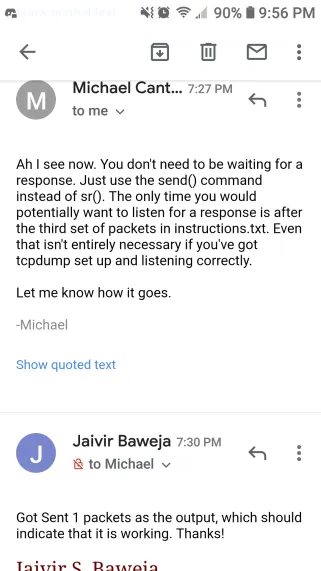 90% 9:56 PM
M
Michael Cant... 7:27 PM
to me
Ah I see now. You don't need to be waiting for a
response. Just use the send() command
instead of sr(). The only time you would
potentially want to listen for a response is after
the third set of packets in instructions.txt. Even
that isn't entirely necessary if you've got
tcpdump set up and listening correctly.
Let me know how it goes.
-Michael
Show quoted text
J
Jaivir Baweja 7:30 PM
to Michael
Got Sent 1 packets as the output, which should
indicate that it is working. Thanks!
Jaivir S. Baweja